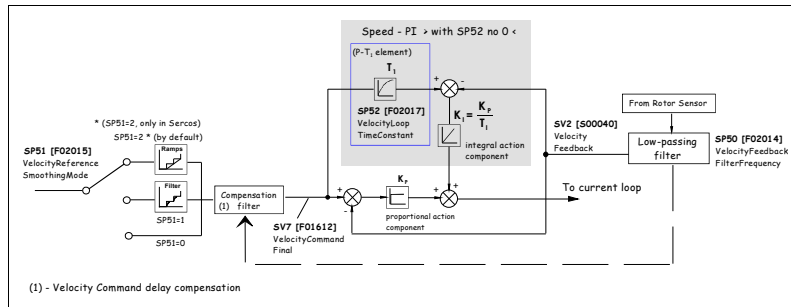 Speed - PI > with SP52 no 0 <
(P-T1 element)
T1
+
-
SP52 [F02017]
VelocityLoop
TimeConstant
KI = KP / TI
integral action
component
* (SP51=2, only in Sercos)
SP51=2 * (by default)
SP51 [F02015]
VelocityReference
SmoothingMode
Ramps
Filter
SP51=1
SP51=0
Compensation
(1) filter
SV7 [F01612]
VelocityCommand
Final
+
-
KP
proportional action
component
+
+
To current loop
SV2 [S00040]
Velocity
Feedback
From Rotor Sensor
Low-passing
filter
SP50 [F02014]
VelocityFeedback
FilterFrequency
(1) - Velocity Command delay compensation